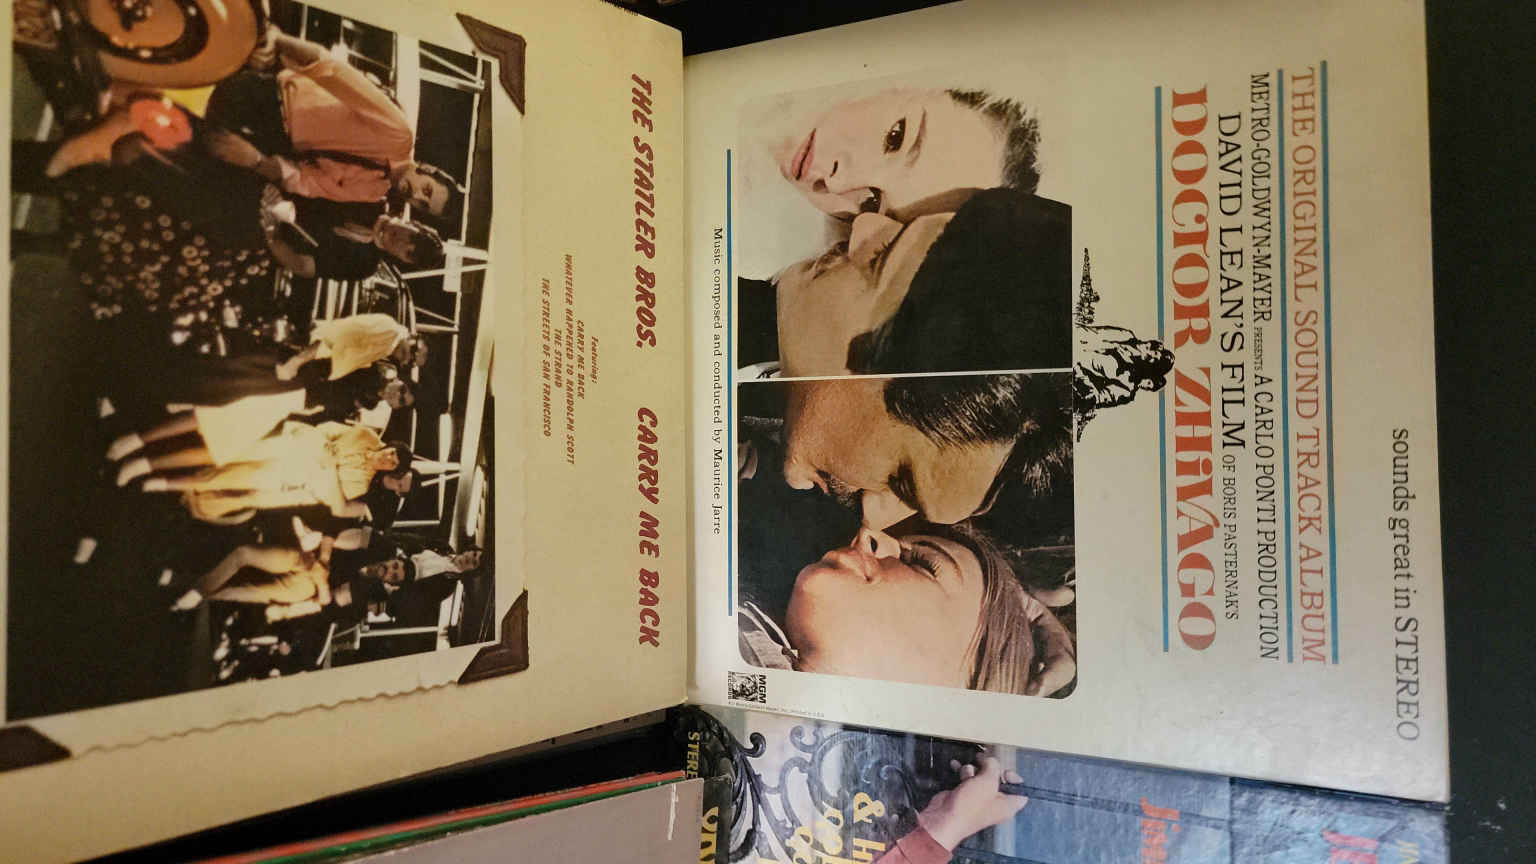 THE STATLER BROS. CARRY ME BACK
Featuring:
CARRY ME BACK
WHATEVER HAPPENED TO RANDOLPH SCOTT
THE STRAND
THE STREETS OF SAN FRANCISCO
sounds great in STEREO
THE ORIGINAL SOUND TRACK ALBUM
METRO-GOLDWYN-MAYER PRESENTS A CARLO PONTI PRODUCTION
DAVID LEAN'S FILM OF BORIS PASTERNAK'S
DOCTOR ZHIVAGO
Music composed and conducted by Maurice Jarre
MGM
RECORDS
STERE
&